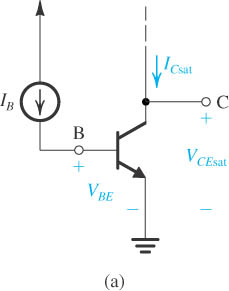 I_Csat
I_B
C
+
B
+
V_BE
−
V_CEsat
−
(a)